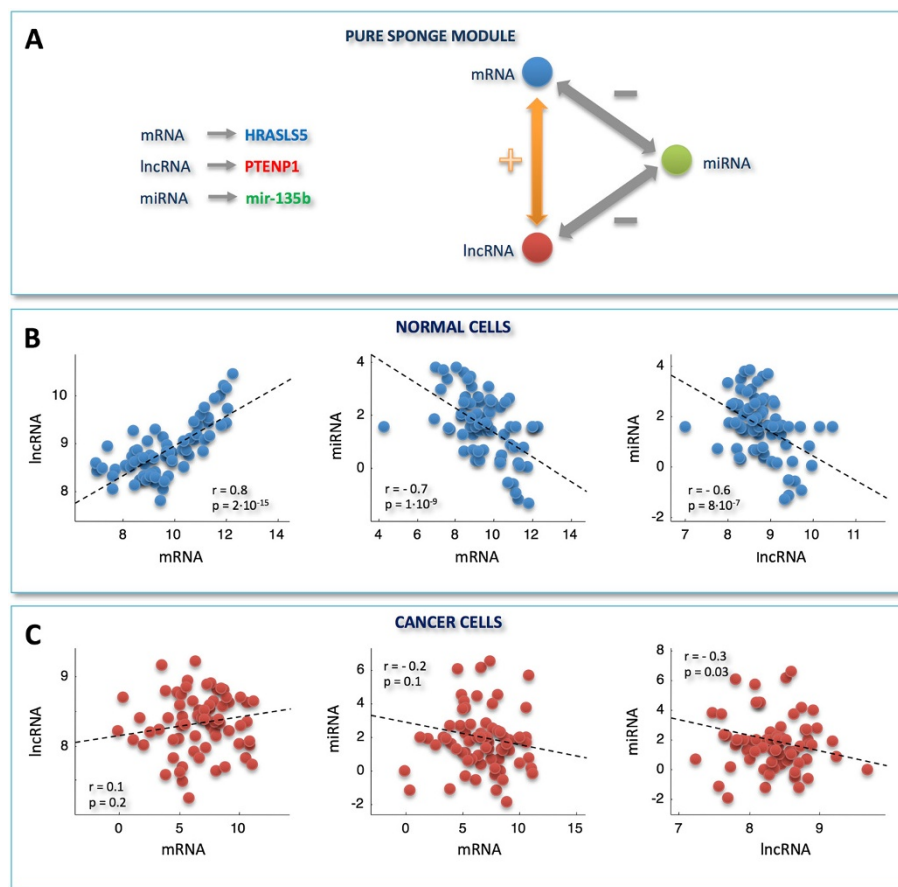 A
PURE SPONGE MODULE
mRNA
mRNA HRASLS5
lncRNA PTENP1
miRNA mir-135b
miRNA
lncRNA
+
−
−
B
NORMAL CELLS
lncRNA
10
9
8
r = 0.8
p = 2·10-15
8 10 12 14
mRNA
miRNA
4
2
0
r = - 0.7
p = 1·10-9
4 6 8 10 12 14
mRNA
miRNA
4
2
0
-2
r = - 0.6
p = 8·10-7
7 8 9 10 11
lncRNA
C
CANCER CELLS
lncRNA
9
8
r = 0.1
p = 0.2
0 5 10
mRNA
miRNA
6
4
2
0
-2
r = - 0.2
p = 0.1
0 5 10 15
mRNA
miRNA
8
6
4
2
0
-2
r = - 0.3
p = 0.03
7 8 9
lncRNA